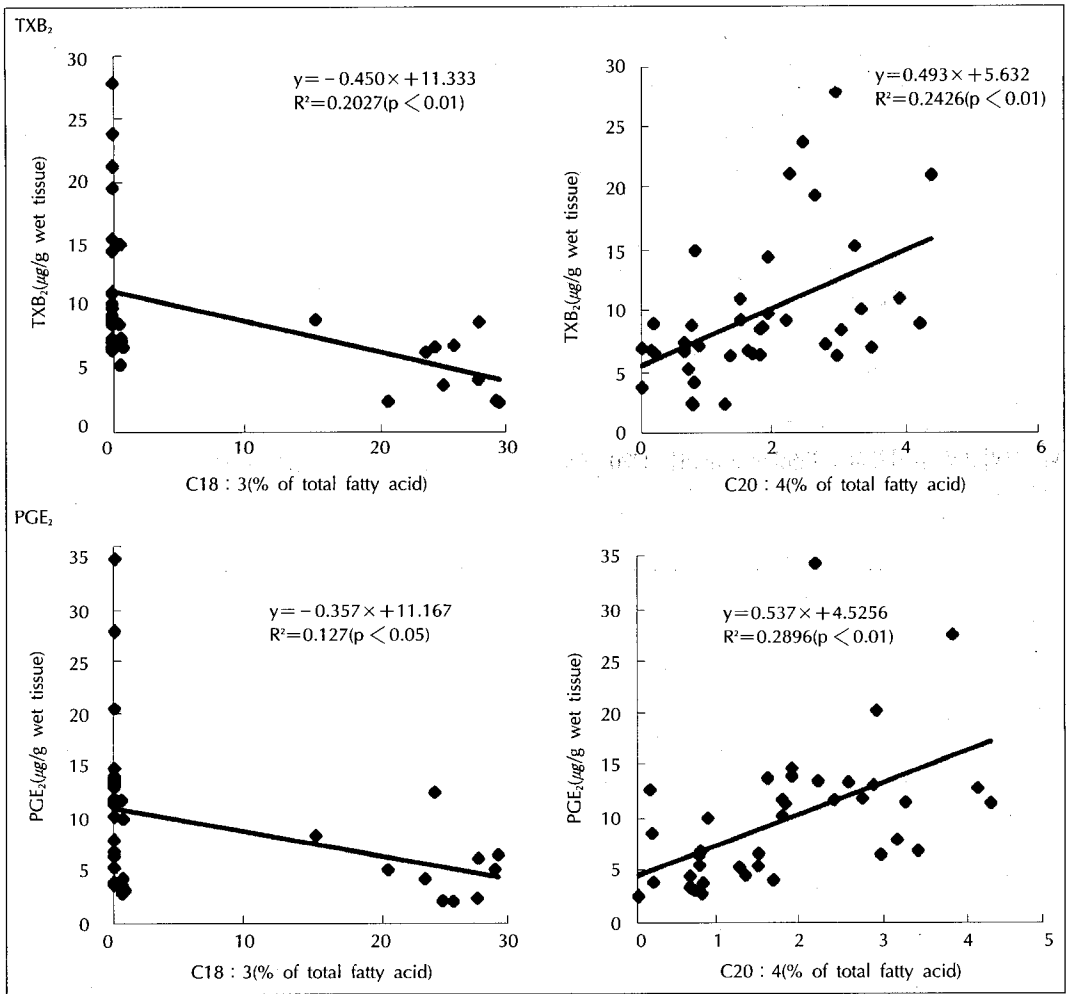 TXB₂
y=-0.450×+11.333
R²=0.2027(p<0.01)
TXB₂(µg/g wet tissue)
30
25
20
15
10
5
0
0
10
20
30
C18 : 3(% of total fatty acid)
y=0.493×+5.632
R²=0.2426(p<0.01)
TXB₂(µg/g wet tissue)
30
25
20
15
10
5
0
0
2
4
6
C20 : 4(% of total fatty acid)
PGE₂
y=-0.357×+11.167
R²=0.127(p<0.05)
PGE₂(µg/g wet tissue)
35
30
25
20
15
10
5
0
0
10
20
30
C18 : 3(% of total fatty acid)
y=0.537×+4.5256
R²=0.2896(p<0.01)
PGE₂(µg/g wet tissue)
35
30
25
20
15
10
5
0
0
1
2
3
4
5
C20 : 4(% of total fatty acid)